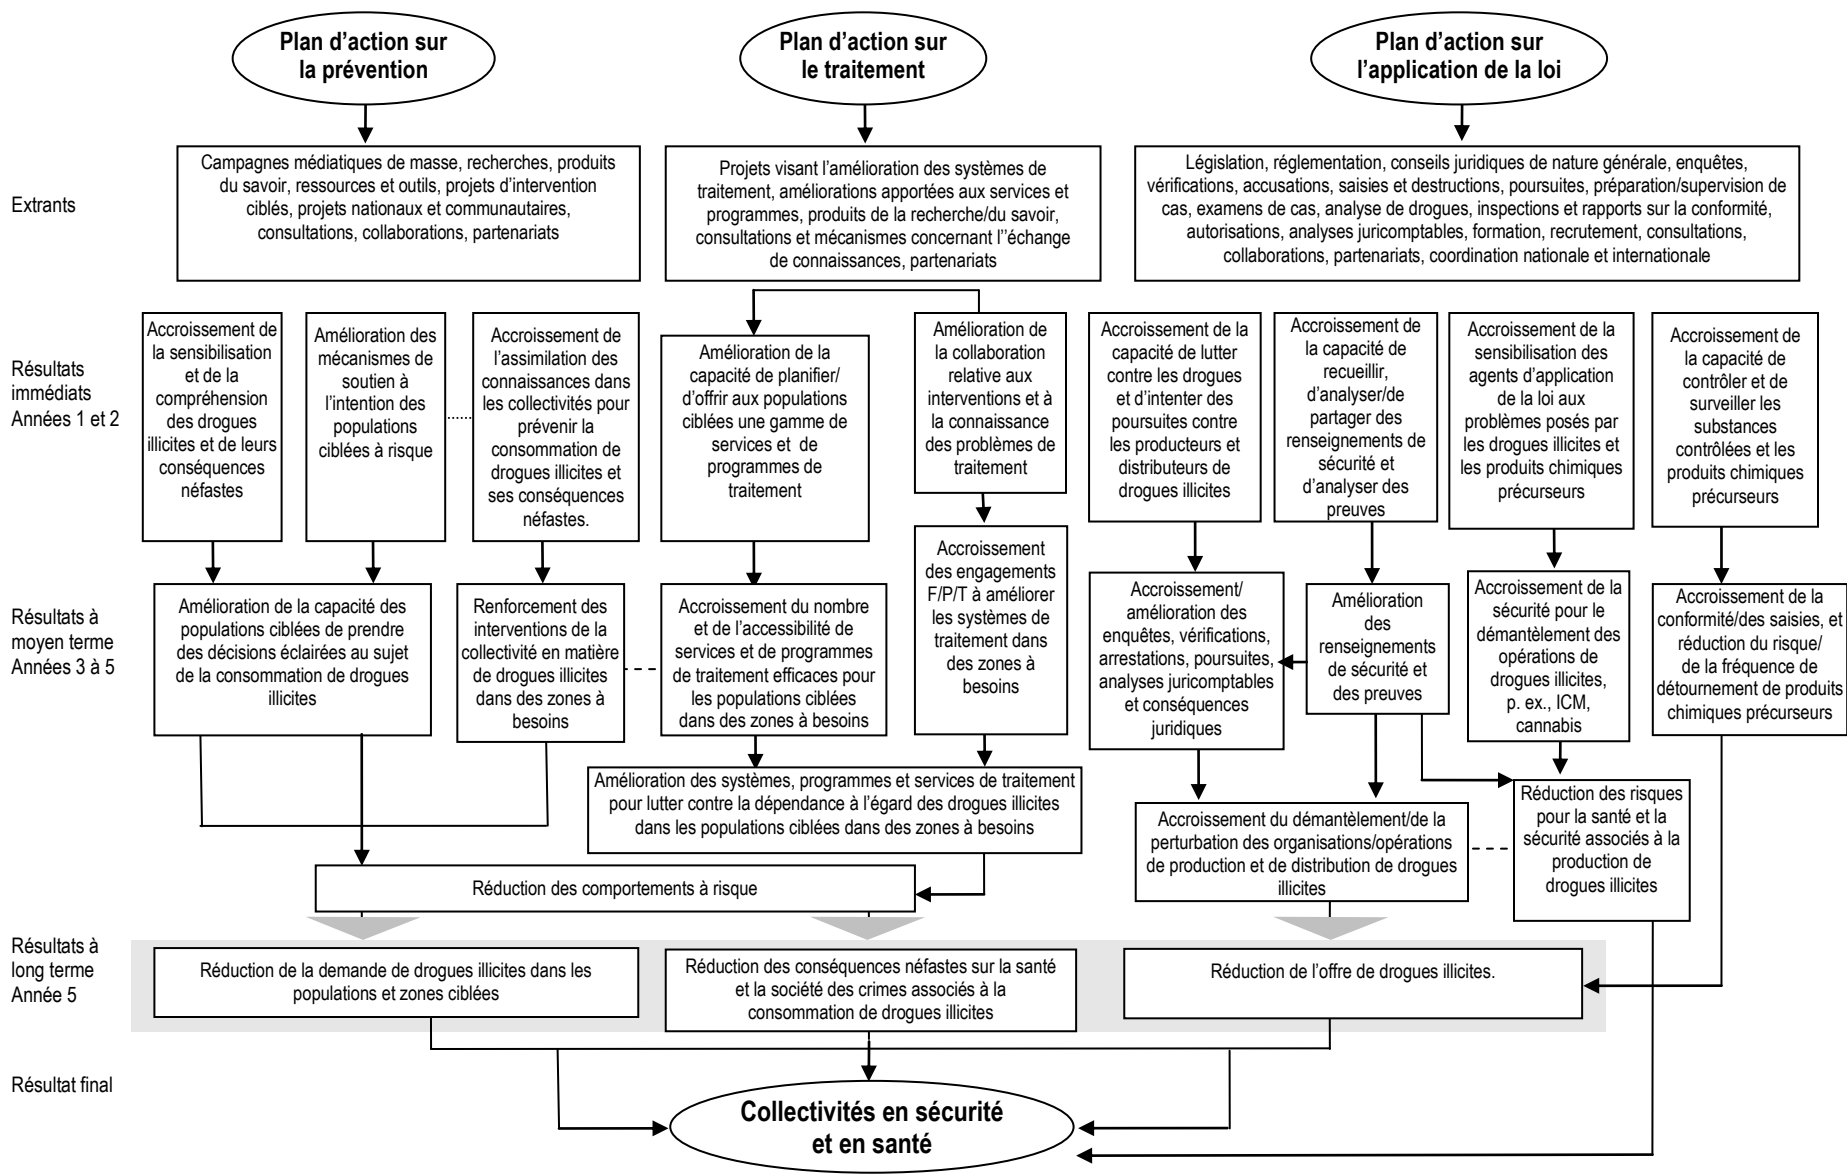 Plan d'action sur
la prévention
Plan d'action sur
le traitement
Plan d'action sur
l'application de la loi
Extrants
Campagnes médiatiques de masse, recherches, produits
du savoir, ressources et outils, projets d'intervention
ciblés, projets nationaux et communautaires,
consultations, collaborations, partenariats
Projets visant l'amélioration des systèmes de
traitement, améliorations apportées aux services et
programmes, produits de la recherche/du savoir,
consultations et mécanismes concernant l''échange
de connaissances, partenariats
Législation, réglementation, conseils juridiques de nature générale, enquêtes,
vérifications, accusations, saisies et destructions, poursuites, préparation/supervision de
cas, examens de cas, analyse de drogues, inspections et rapports sur la conformité,
autorisations, analyses juricomptables, formation, recrutement, consultations,
collaborations, partenariats, coordination nationale et internationale
Résultats
immédiats
Années 1 et 2
Accroissement de
la sensibilisation
et de la
compréhension
des drogues
illicites et de leurs
conséquences
néfastes
Amélioration des
mécanismes de
soutien à
l'intention des
populations
ciblées à risque
Accroissement de
l'assimilation des
connaissances dans
les collectivités pour
prévenir la
consommation de
drogues illicites et
ses conséquences
néfastes.
Amélioration de la
capacité de planifier/
d'offrir aux populations
ciblées une gamme de
services et de
programmes de
traitement
Amélioration de
la collaboration
relative aux
interventions et à
la connaissance
des problèmes de
traitement
Accroissement de la
capacité de lutter
contre les drogues
et d'intenter des
poursuites contre
les producteurs et
distributeurs de
drogues illicites
Accroissement de
la capacité de
recueillir,
d'analyser/de
partager des
renseignements de
sécurité et
d'analyser des
preuves
Accroissement de la
sensibilisation des
agents d'application
de la loi aux
problèmes posés par
les drogues illicites et
les produits chimiques
précurseurs
Accroissement de
la capacité de
contrôler et de
surveiller les
substances
contrôlées et les
produits chimiques
précurseurs
Résultats à
moyen terme
Années 3 à 5
Amélioration de la capacité des
populations ciblées de prendre
des décisions éclairées au sujet
de la consommation de drogues
illicites
Renforcement des
interventions de la
collectivité en matière
de drogues illicites
dans des zones à
besoins
Accroissement du nombre
et de l'accessibilité de
services et de programmes
de traitement efficaces pour
les populations ciblées
dans des zones à besoins
Accroissement
des engagements
F/P/T à améliorer
les systèmes de
traitement dans
des zones à
besoins
Accroissement/
amélioration des
enquêtes, vérifications,
arrestations, poursuites,
analyses juricomptables
et conséquences
juridiques
Amélioration
des
renseignements
de sécurité et
des preuves
Accroissement de la
sécurité pour le
démantèlement des
opérations de
drogues illicites,
p. ex., ICM,
cannabis
Accroissement de la
conformité/des saisies, et
réduction du risque/
de la fréquence de
détournement de produits
chimiques précurseurs
Amélioration des systèmes, programmes et services de traitement
pour lutter contre la dépendance à l'égard des drogues illicites
dans les populations ciblées dans des zones à besoins
Accroissement du démantèlement/de la
perturbation des organisations/opérations
de production et de distribution de drogues
illicites
Réduction des risques
pour la santé et la
sécurité associés à la
production de
drogues illicites
Réduction des comportements à risque
Résultats à
long terme
Année 5
Réduction de la demande de drogues illicites dans les
populations et zones ciblées
Réduction des conséquences néfastes sur la santé
et la société des crimes associés à la
consommation de drogues illicites
Réduction de l'offre de drogues illicites.
Résultat final
Collectivités en sécurité
et en santé